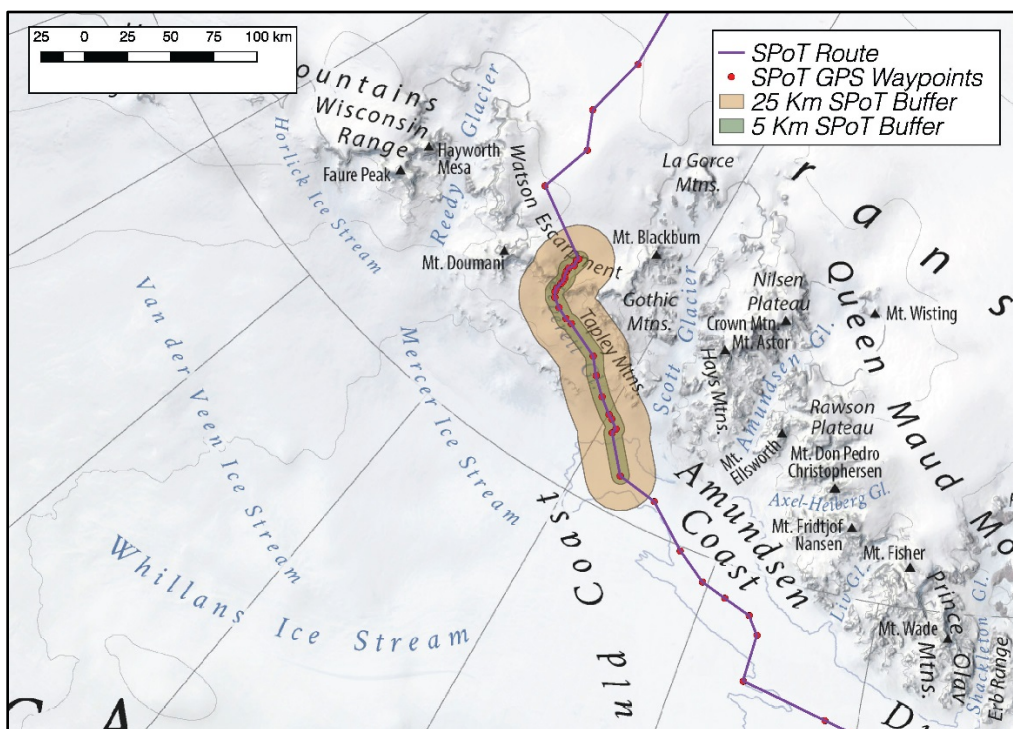 25 0 25 50 75 100 km
SPoT Route
SPoT GPS Waypoints
25 Km SPoT Buffer
5 Km SPoT Buffer
ountains
Wisconsin
Range
Hayworth
Mesa
Faure Peak
Horlick Ice Stream
Reedy Glacier
Watson Escarpment
Mt. Doumani
La Gorce
Mtns.
Mt. Blackburn
Gothic
Mtns.
Tapley Mtns.
Scott Glacier
Nilsen
Plateau
Crown Mtn.
Mt. Astor
Hays Mtns.
Amundsen Gl.
Mt. Wisting
rans
Queen Maud Mo
Rawson
Plateau
Mt.
Ellsworth
Mt. Don Pedro
Christophersen
Axel-Heiberg Gl.
Mt. Fridtjof
Nansen
Mt. Fisher
Liv Gl.
Prince Olav
Mtns.
Mt. Wade
Shackleton Gl.
Erb Range
Van der Veen Ice Stream
Mercer Ice Stream
Whillans Ice Stream
Amundsen
Coast
uld Coast
C A
D